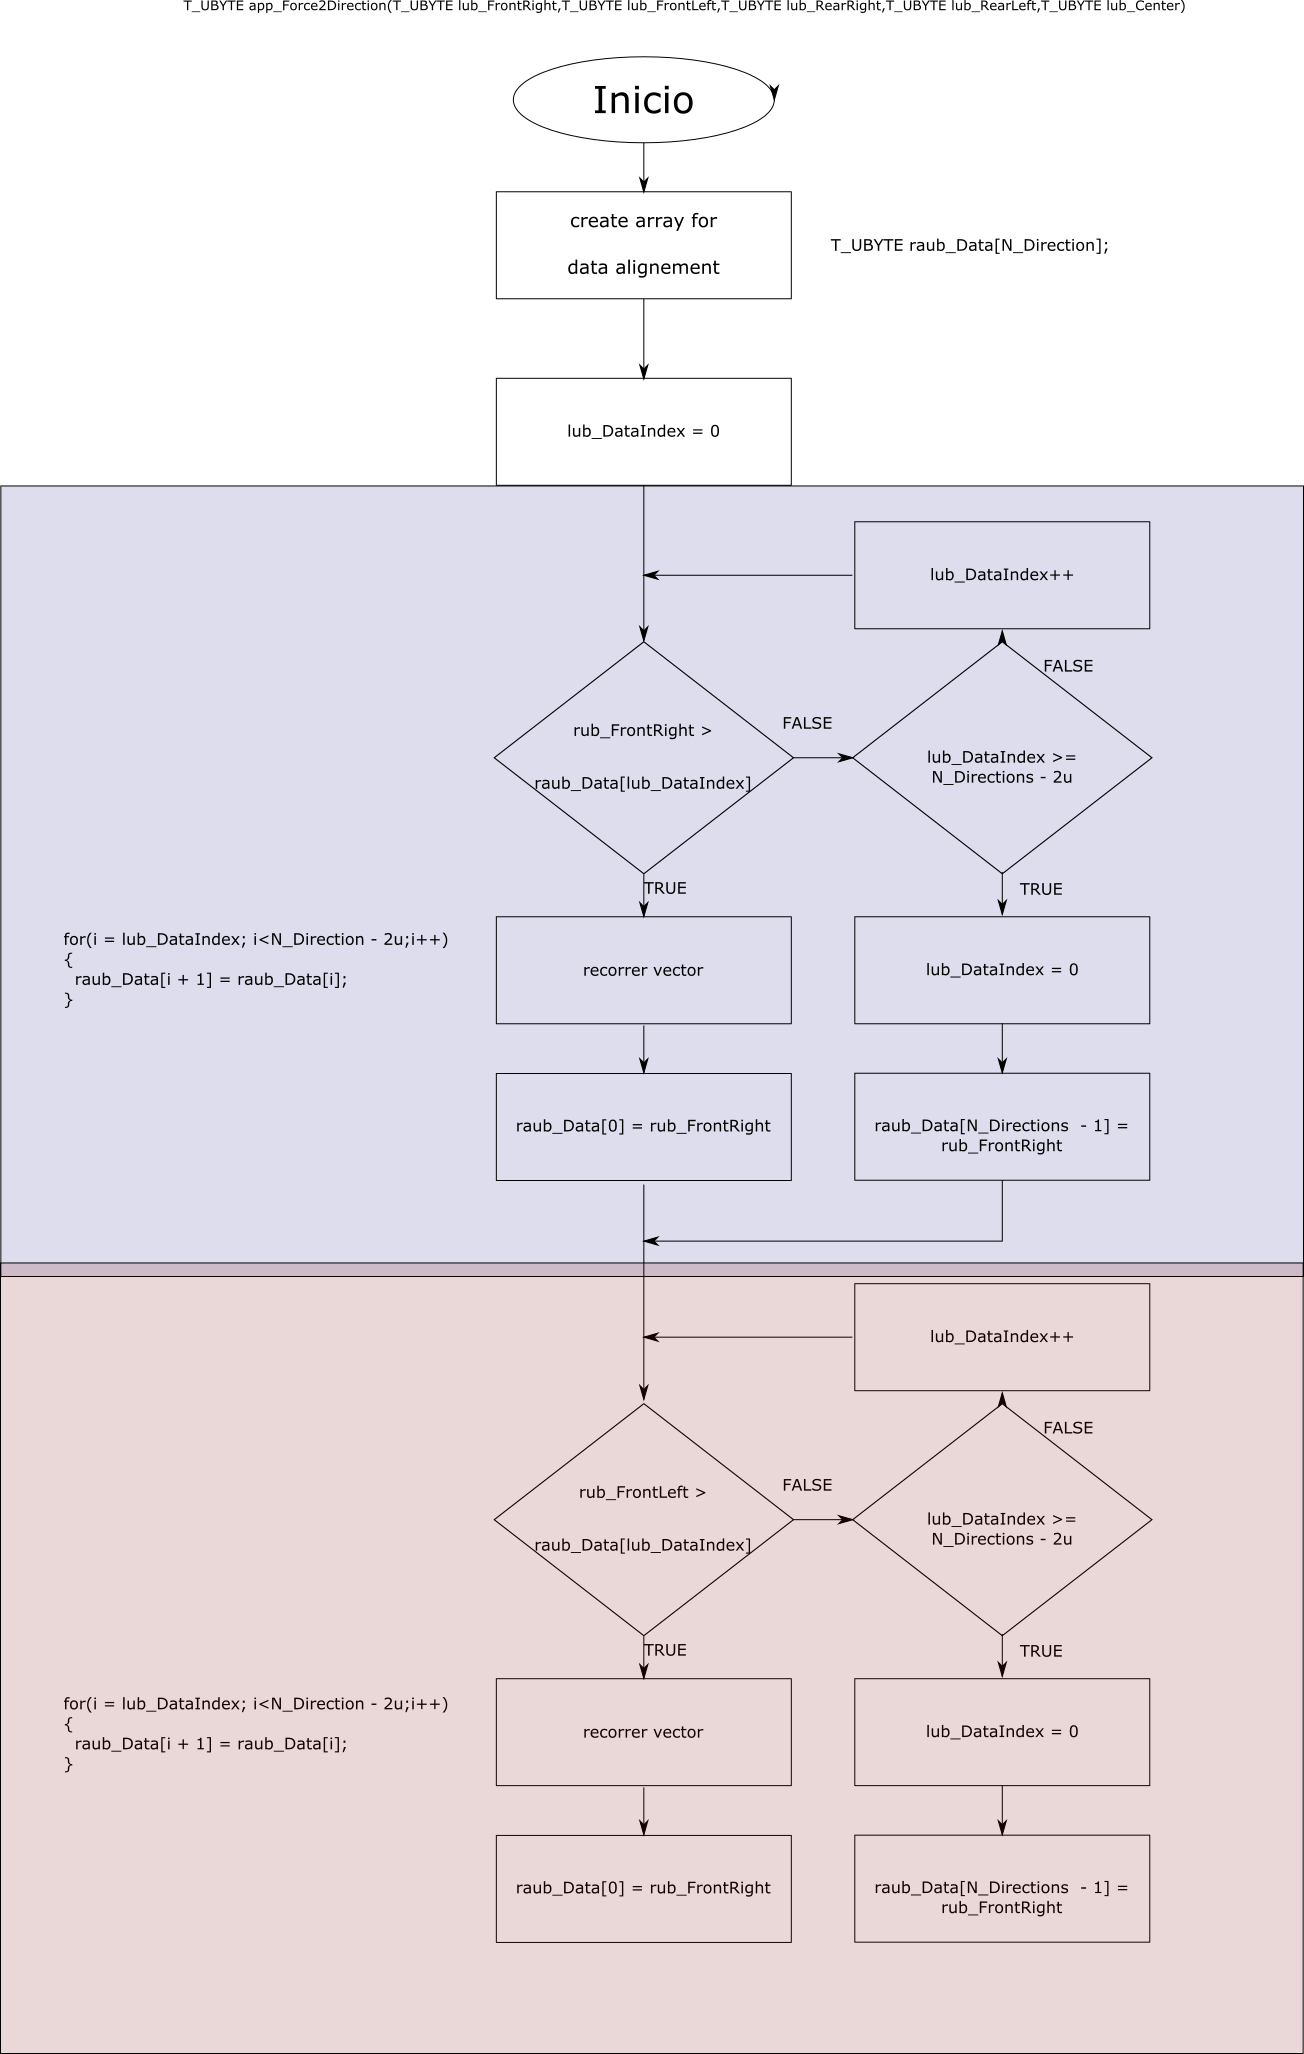 T_UBYTE app_Force2Direction(T_UBYTE lub_FrontRight,T_UBYTE lub_FrontLeft,T_UBYTE lub_RearRight,T_UBYTE lub_RearLeft,T_UBYTE lub_Center)
Inicio
create array for
data alignement
T_UBYTE raub_Data[N_Direction];
lub_DataIndex = 0
lub_DataIndex++
FALSE
rub_FrontRight >
raub_Data[lub_DataIndex]
FALSE
lub_DataIndex >=
N_Directions - 2u
TRUE
TRUE
for(i = lub_DataIndex; i<N_Direction - 2u;i++)
{
raub_Data[i + 1] = raub_Data[i];
}
recorrer vector
lub_DataIndex = 0
raub_Data[0] = rub_FrontRight
raub_Data[N_Directions  - 1] =
rub_FrontRight
lub_DataIndex++
FALSE
rub_FrontLeft >
raub_Data[lub_DataIndex]
FALSE
lub_DataIndex >=
N_Directions - 2u
TRUE
TRUE
for(i = lub_DataIndex; i<N_Direction - 2u;i++)
{
raub_Data[i + 1] = raub_Data[i];
}
recorrer vector
lub_DataIndex = 0
raub_Data[0] = rub_FrontRight
raub_Data[N_Directions  - 1] =
rub_FrontRight